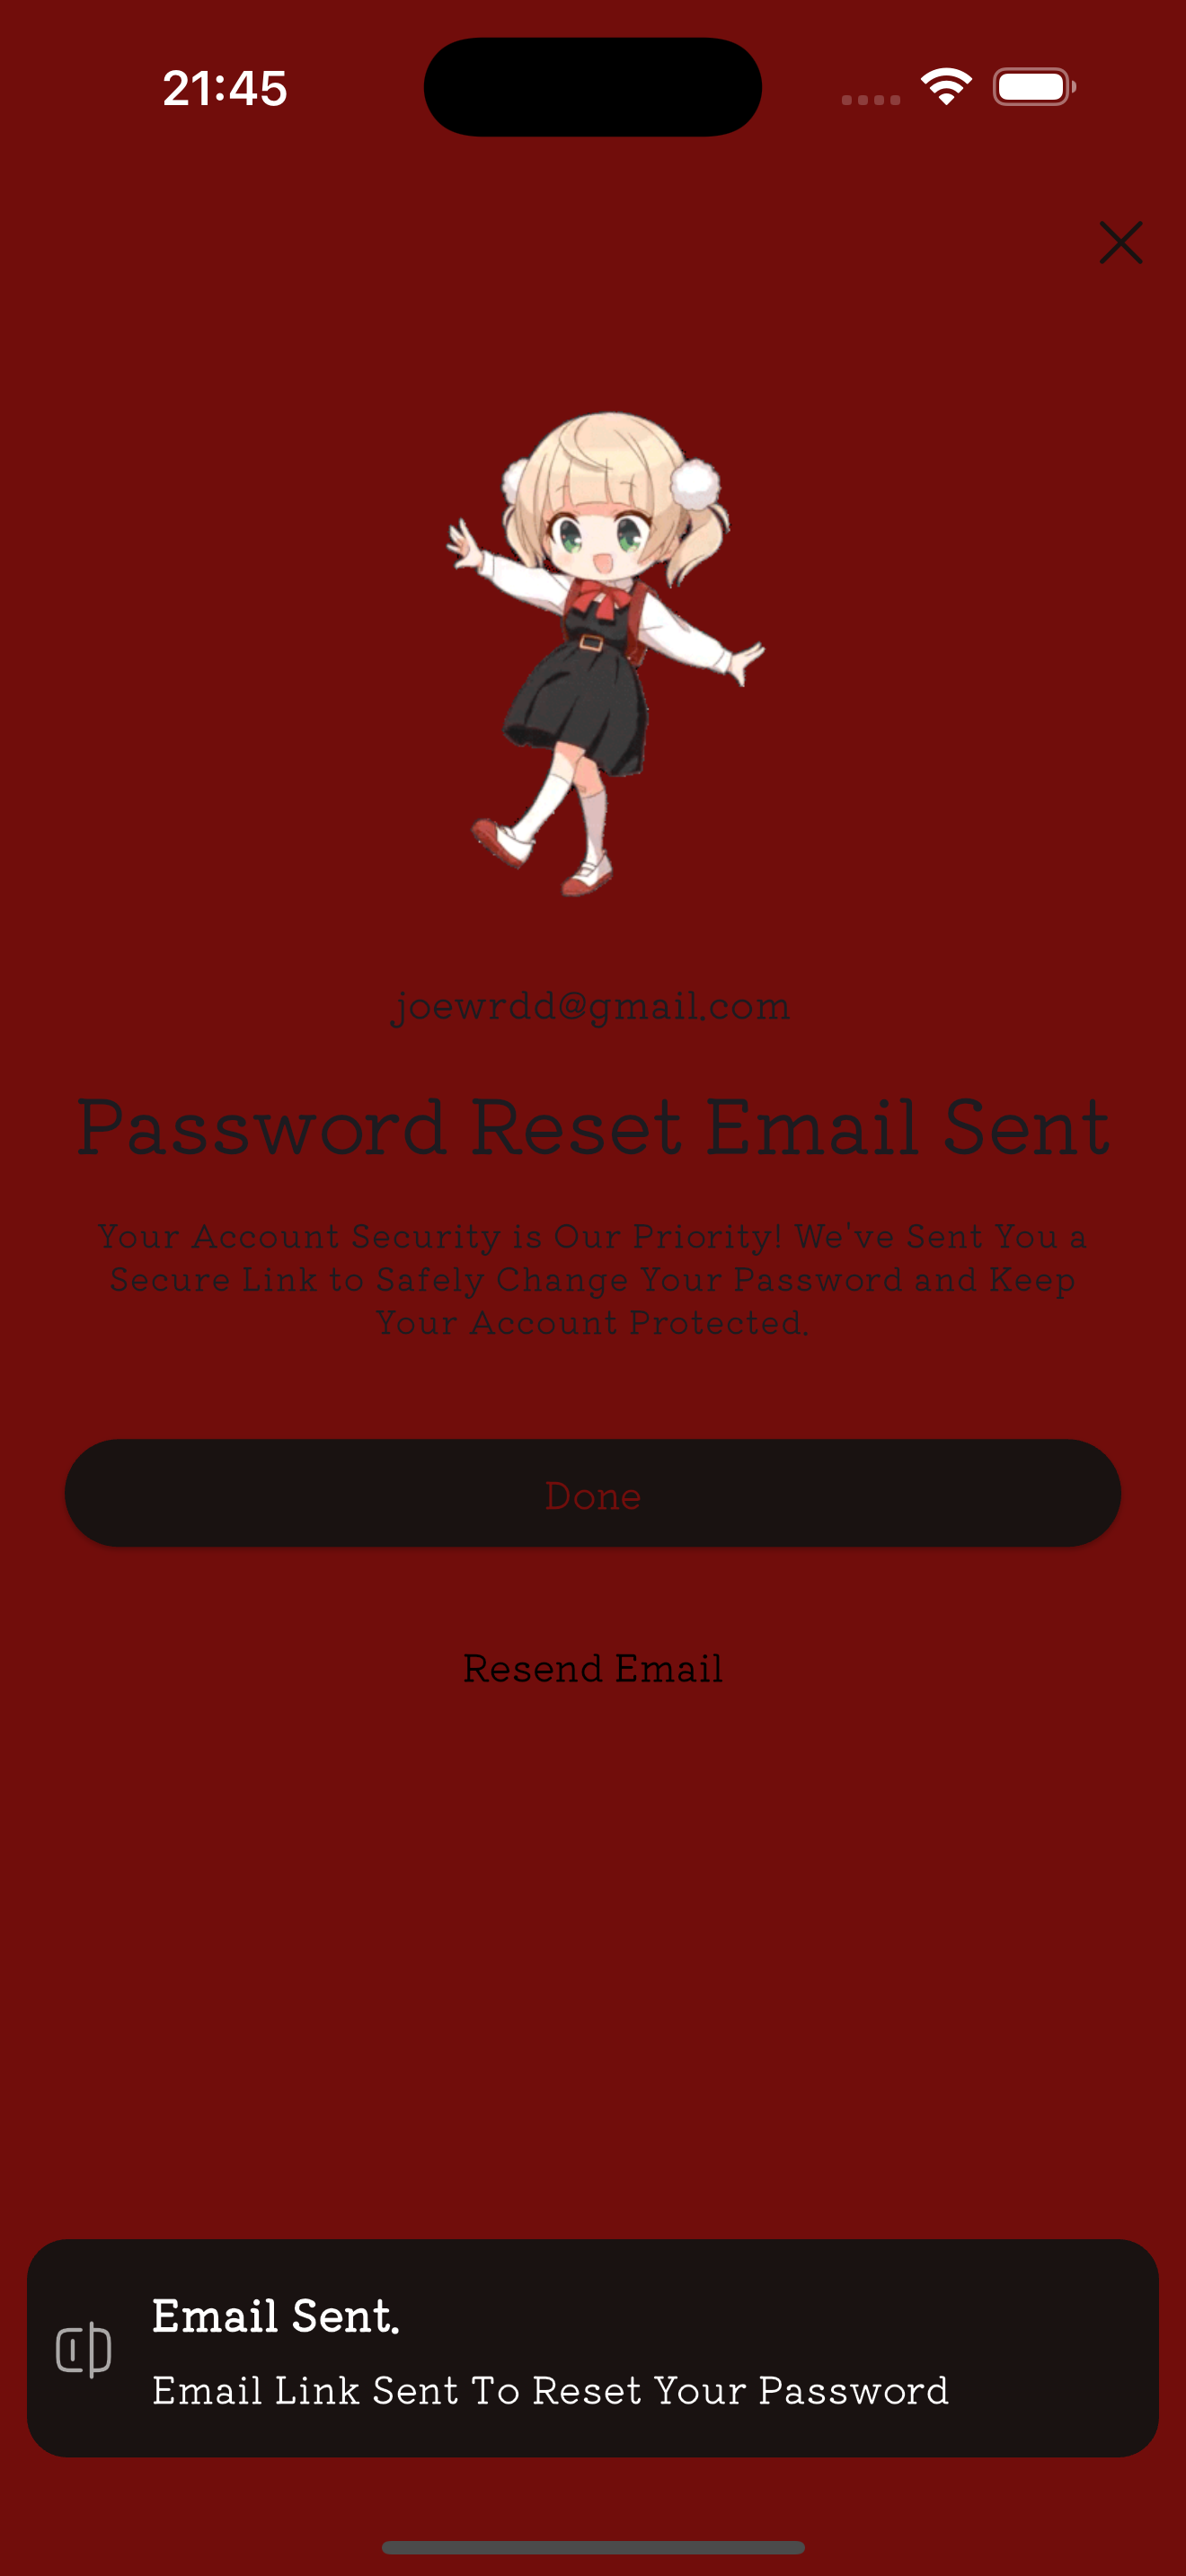 21:45
joewrdd@gmail.com
Password Reset Email Sent
Your Account Security is Our Priority! We've Sent You a
Secure Link to Safely Change Your Password and Keep
Your Account Protected.
Done
Resend Email
Email Sent.
Email Link Sent To Reset Your Password